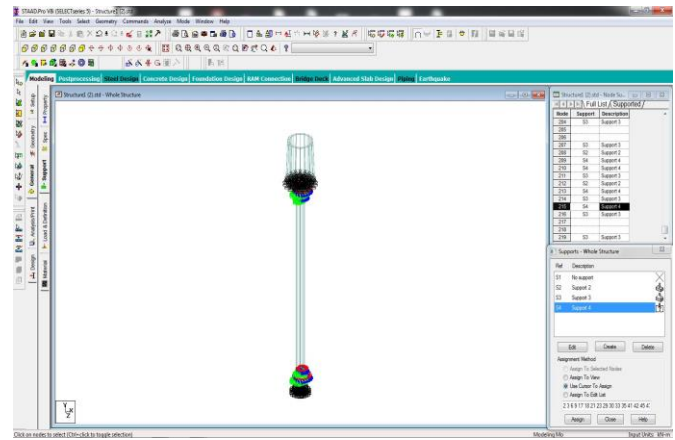 STAAD.Pro V8i (SELECTseries 5) - Structure1 (2).std
File Edit View Tools Select Geometry Commands Analyze Mode Window Help
Modeling Postprocessing Steel Design Concrete Design Foundation Design RAM Connection Bridge Deck Advanced Slab Design Piping Earthquake
Setup
Geometry
General
Analysis/Print
Design
Property
Spec
Support
Load & Definition
Material
Structure1 (2).std - Whole Structure
Y
X
Z
Full List Supported
Node Support Description
204 S3 Support 3
205
206
207 S3 Support 3
208 S2 Support 2
209 S4 Support 4
210 S4 Support 4
211 S3 Support 3
212 S2 Support 2
213 S4 Support 4
214 S3 Support 3
215 S4 Support 4
216 S3 Support 3
217
218
219 S3 Support 3
Supports - Whole Structure
Ref Description
S1 No support
S2 Support 2
S3 Support 3
S4 Support 4
Edit Create Delete
Assignment Method
Assign To Selected Nodes
Assign To View
Use Cursor To Assign
Assign To Edit List
Assign Close Help
Click on nodes to select (Ctrl+click to toggle selection)
Modeling Mo
Input Units: kN-m